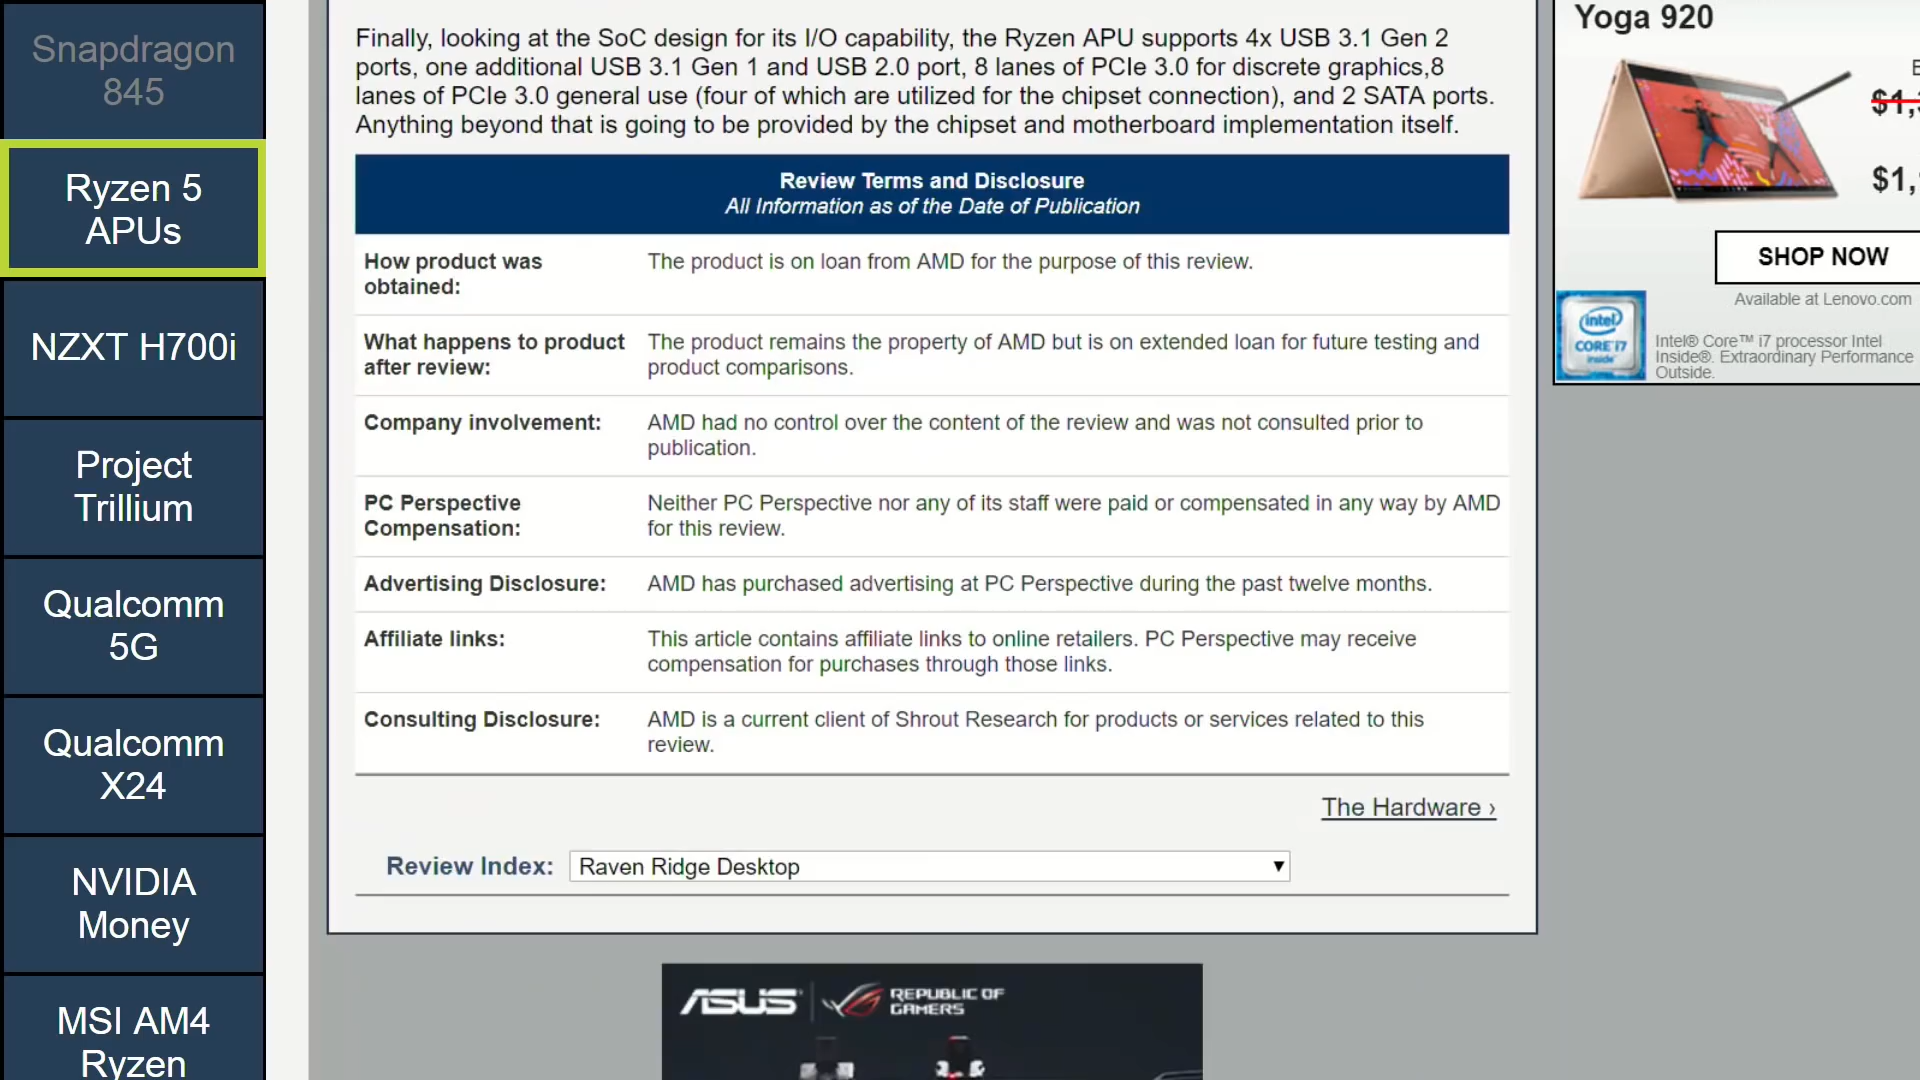 Snapdragon
845
Ryzen 5
APUs
NZXT H700i
Project
Trillium
Qualcomm
5G
Qualcomm
X24
NVIDIA
Money
MSI AM4
Ryzen
Finally, looking at the SoC design for its I/O capability, the Ryzen APU supports 4x USB 3.1 Gen 2
ports, one additional USB 3.1 Gen 1 and USB 2.0 port, 8 lanes of PCIe 3.0 for discrete graphics,8
lanes of PCIe 3.0 general use (four of which are utilized for the chipset connection), and 2 SATA ports.
Anything beyond that is going to be provided by the chipset and motherboard implementation itself.
Review Terms and Disclosure
All Information as of the Date of Publication
How product was
obtained:
The product is on loan from AMD for the purpose of this review.
What happens to product
after review:
The product remains the property of AMD but is on extended loan for future testing and
product comparisons.
Company involvement:
AMD had no control over the content of the review and was not consulted prior to
publication.
PC Perspective
Compensation:
Neither PC Perspective nor any of its staff were paid or compensated in any way by AMD
for this review.
Advertising Disclosure:
AMD has purchased advertising at PC Perspective during the past twelve months.
Affiliate links:
This article contains affiliate links to online retailers. PC Perspective may receive
compensation for purchases through those links.
Consulting Disclosure:
AMD is a current client of Shrout Research for products or services related to this
review.
The Hardware ›
Review Index:
Raven Ridge Desktop
ASUS
REPUBLIC OF
GAMERS
Yoga 920
SHOP NOW
Available at Lenovo.com
intel
CORE i7
inside
Intel® Core™ i7 processor Intel
Inside®. Extraordinary Performance
Outside.